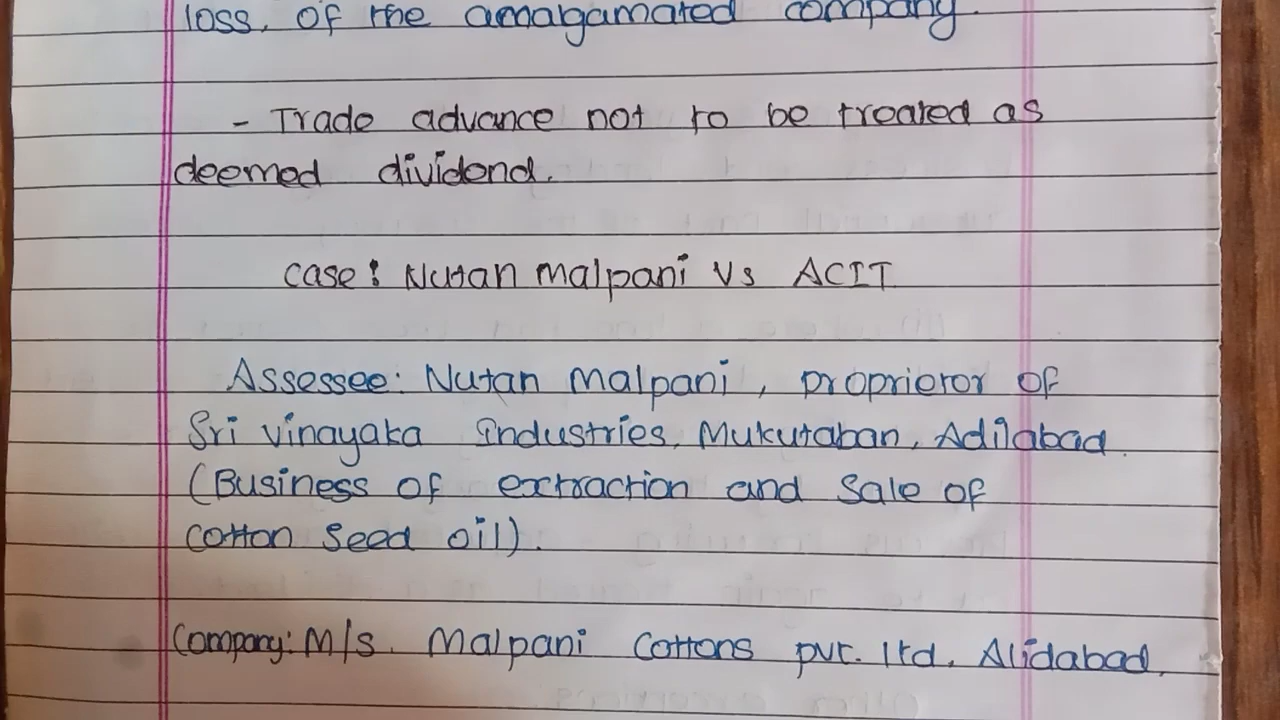 loss, of the amalgamated company.
- Trade advance not to be treated as
deemed dividend.
case: Nutan malpani Vs ACIT
Assessee: Nutan Malpani, proprietor of
Sri Vinayaka Industries, Mukutaban, Adilabad.
(Business of extraction and Sale of
Cotton Seed oil).
Company: M/s. Malpani Cottons pvt. ltd. Alidabad.